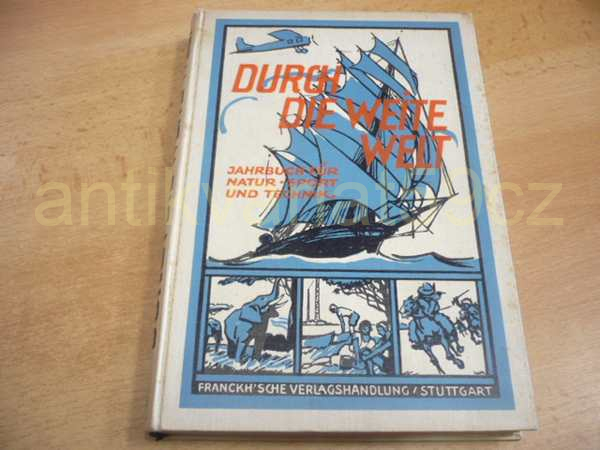 DURCH
DIE WEITE
WELT
JAHRBUCH FÜR
NATUR · SPORT
UND TECHNIK
FRANCKH'SCHE VERLAGSHANDLUNG / STUTTGART